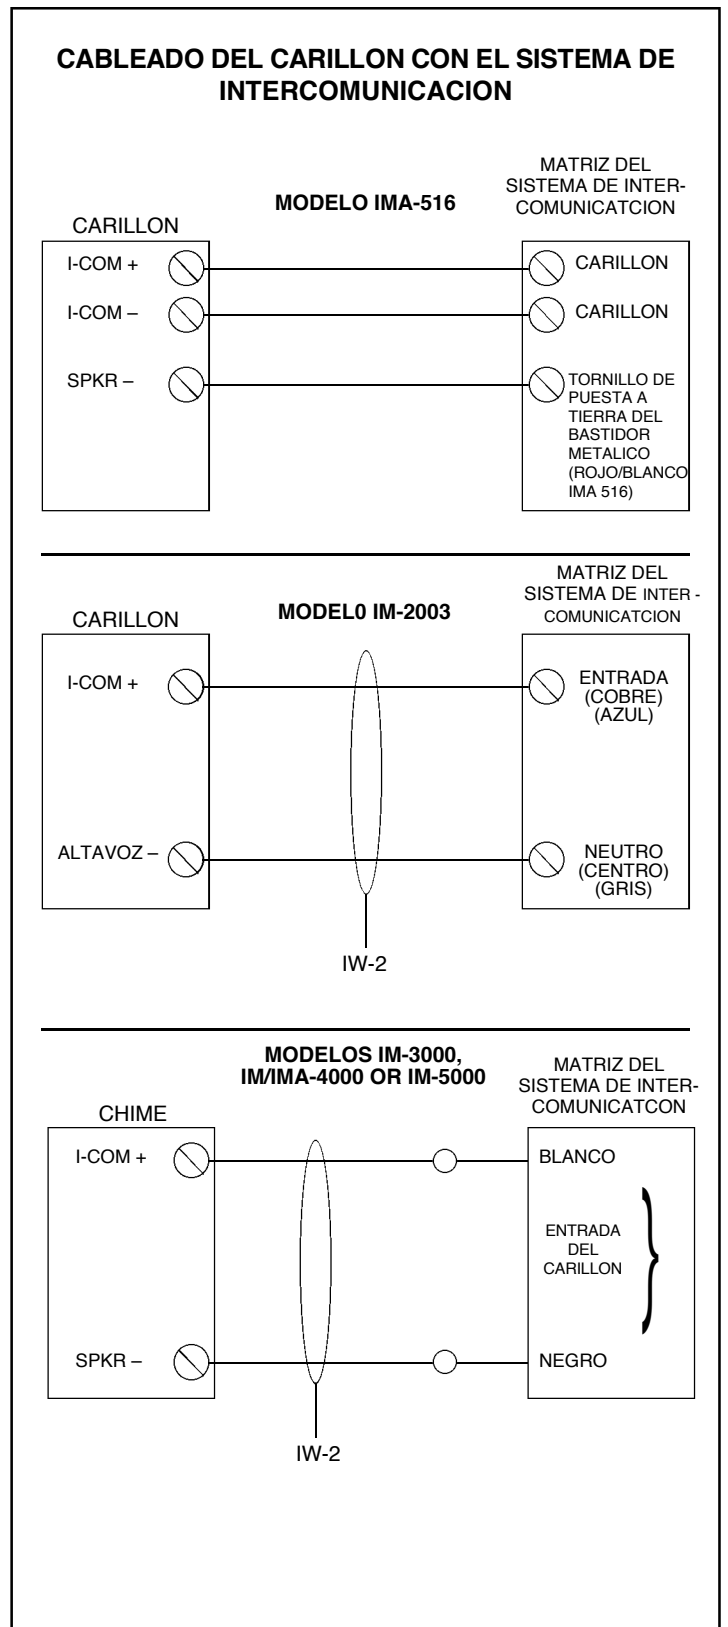 CABLEADO DEL CARILLON CON EL SISTEMA DE
INTERCOMUNICACION
MODELO IMA-516
MATRIZ DEL
SISTEMA DE INTER-
COMUNICATCION
CARILLON
I-COM +
CARILLON
I-COM –
CARILLON
SPKR –
TORNILLO DE
PUESTA A
TIERRA DEL
BASTIDOR
METALICO
(ROJO/BLANCO
IMA 516)
MODEL0 IM-2003
MATRIZ DEL
SISTEMA DE INTER -
COMUNICATCION
CARILLON
I-COM +
ENTRADA
(COBRE)
(AZUL)
ALTAVOZ –
NEUTRO
(CENTRO)
(GRIS)
IW-2
MODELOS IM-3000,
IM/IMA-4000 OR IM-5000
MATRIZ DEL
SISTEMA DE INTER-
COMUNICATCON
CHIME
I-COM +
BLANCO
ENTRADA
DEL
CARILLON
SPKR –
NEGRO
IW-2